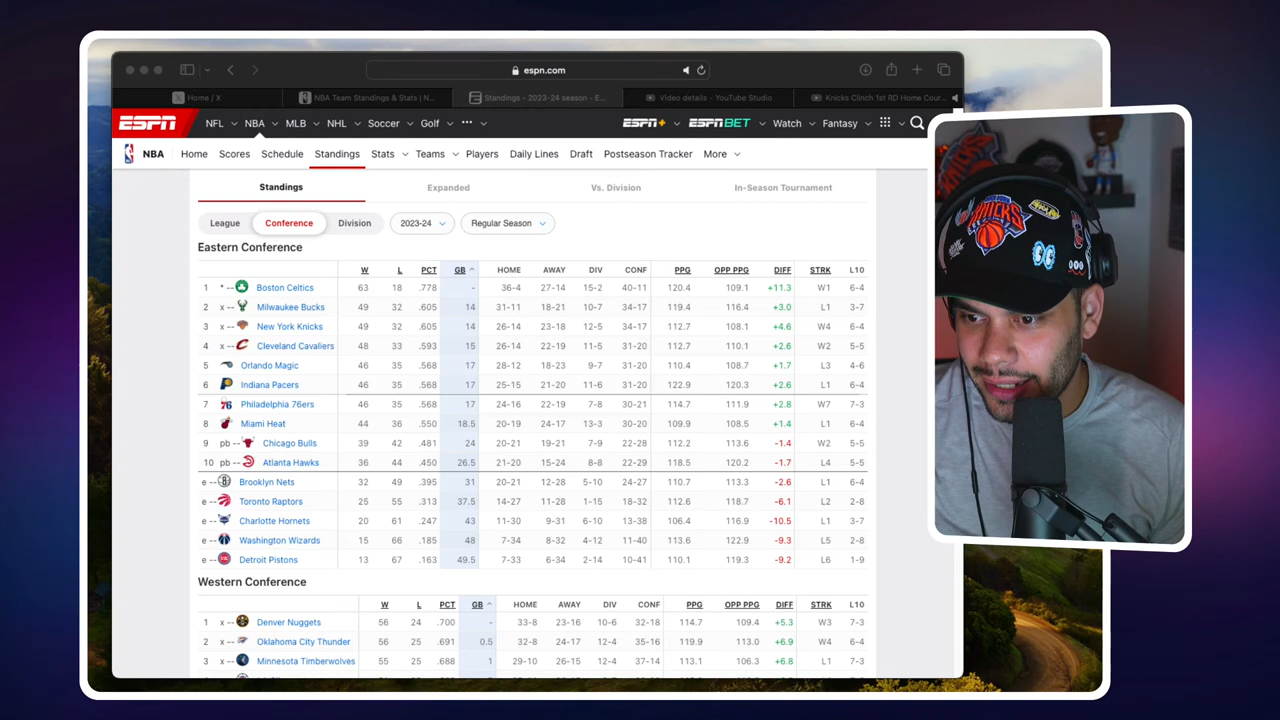 espn.com
Home / X
NBA Team Standings & Stats | N...
Standings - 2023-24 season - E...
Video details - YouTube Studio
Knicks Clinch 1st RD Home Cour...
ESPN NFL NBA MLB NHL Soccer Golf ... ESPN+ ESPN BET Watch Fantasy
NBA Home Scores Schedule Standings Stats Teams Players Daily Lines Draft Postseason Tracker More
Standings Expanded Vs. Division In-Season Tournament
League Conference Division 2023-24 Regular Season
Eastern Conference
W L PCT GB HOME AWAY DIV CONF PPG OPP PPG DIFF STRK L10
1 * -- Boston Celtics 63 18 .778 - 36-4 27-14 15-2 40-11 120.4 109.1 +11.3 W1 6-4
2 x -- Milwaukee Bucks 49 32 .605 14 31-11 18-21 10-7 34-17 119.4 116.4 +3.0 L1 3-7
3 x -- New York Knicks 49 32 .605 14 26-14 23-18 12-5 34-17 112.7 108.1 +4.6 W4 6-4
4 x -- Cleveland Cavaliers 48 33 .593 15 26-14 22-19 11-5 31-20 112.7 110.1 +2.6 W2 5-5
5 Orlando Magic 46 35 .568 17 28-12 18-23 9-7 31-20 110.4 108.7 +1.7 L3 4-6
6 Indiana Pacers 46 35 .568 17 25-15 21-20 11-6 31-20 122.9 120.3 +2.6 L1 6-4
7 76 Philadelphia 76ers 46 35 .568 17 24-16 22-19 7-8 30-21 114.7 111.9 +2.8 W7 7-3
8 Miami Heat 44 36 .550 18.5 20-19 24-17 13-3 30-20 109.9 108.5 +1.4 L1 6-4
9 pb -- Chicago Bulls 39 42 .481 24 20-21 19-21 7-9 22-28 112.2 113.6 -1.4 W2 5-5
10 pb -- Atlanta Hawks 36 44 .450 26.5 21-20 15-24 8-8 22-29 118.5 120.2 -1.7 L4 5-5
e -- Brooklyn Nets 32 49 .395 31 20-21 12-28 5-10 24-27 110.7 113.3 -2.6 L1 6-4
e -- Toronto Raptors 25 55 .313 37.5 14-27 11-28 1-15 18-32 112.6 118.7 -6.1 L2 2-8
e -- Charlotte Hornets 20 61 .247 43 11-30 9-31 6-10 13-38 106.4 116.9 -10.5 L1 3-7
e -- Washington Wizards 15 66 .185 48 7-34 8-32 4-12 11-40 113.6 122.9 -9.3 L5 2-8
e -- Detroit Pistons 13 67 .163 49.5 7-33 6-34 2-14 10-41 110.1 119.3 -9.2 L6 1-9
Western Conference
W L PCT GB HOME AWAY DIV CONF PPG OPP PPG DIFF STRK L10
1 x -- Denver Nuggets 56 24 .700 - 33-8 23-16 10-6 32-18 114.7 109.4 +5.3 W3 7-3
2 x -- Oklahoma City Thunder 56 25 .691 0.5 32-8 24-17 12-4 35-16 119.9 113.0 +6.9 W4 6-4
3 x -- Minnesota Timberwolves 55 25 .688 1 29-10 26-15 12-4 37-14 113.1 106.3 +6.8 L1 7-3
KNICKS